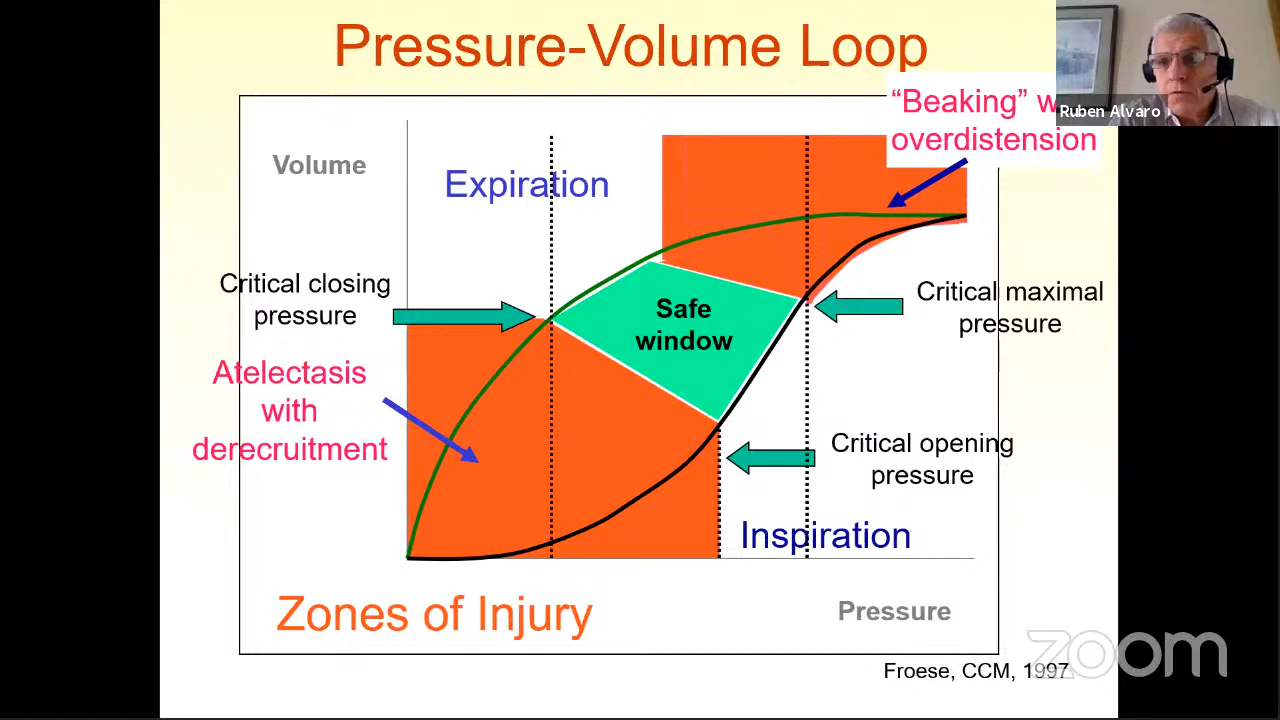 Pressure-Volume Loop
Ruben Alvaro
“Beaking” w
overdistension
Volume
Expiration
Critical closing
pressure
Safe
window
Critical maximal
pressure
Atelectasis
with
derecruitment
Critical opening
pressure
Inspiration
Zones of Injury
Pressure
zoom
Froese, CCM, 1997